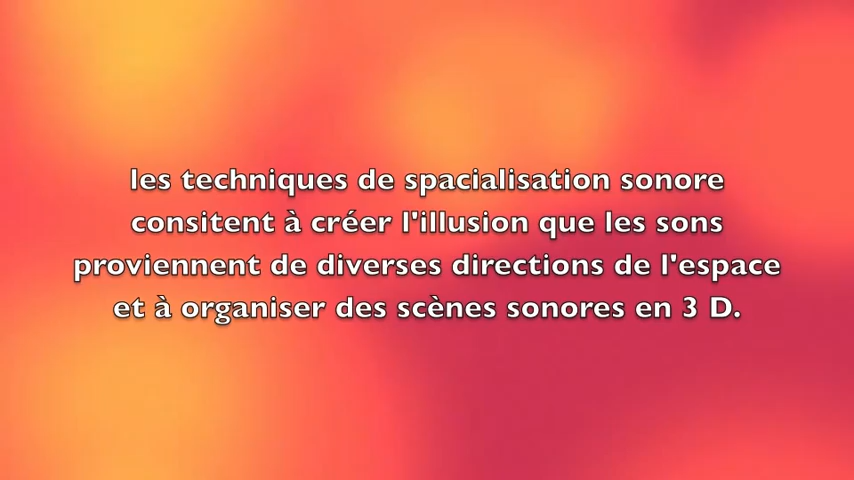 les techniques de spacialisation sonore
consitent à créer l'illusion que les sons
proviennent de diverses directions de l'espace
et à organiser des scènes sonores en 3 D.